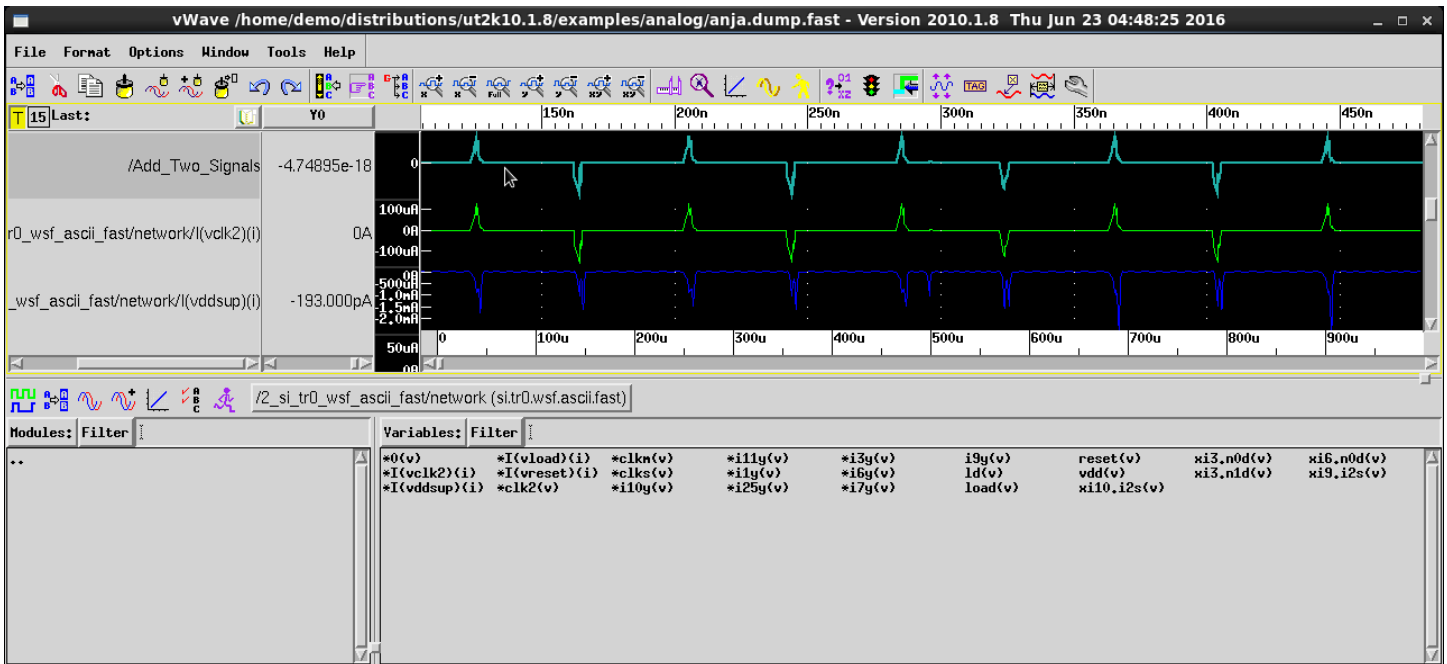 vWave /home/demo/distributions/ut2k10.1.8/examples/analog/anja.dump.fast - Version 2010.1.8 Thu Jun 23 04:48:25 2016
File Format Options Window Tools Help
T 15 Last: Y0 150n 200n 250n 300n 350n 400n 450n
/Add_Two_Signals -4.74895e-18 0
100uA
r0_wsf_ascii_fast/network/I(vclk2)(i) 0A 0A
-100uA
0A
-500uA
_wsf_ascii_fast/network/I(vddsup)(i) -193.000pA -1.0mA
-1.5mA
-2.0mA
0 100u 200u 300u 400u 500u 600u 700u 800u 900u
50uA
0A
/2_si_tr0_wsf_ascii_fast/network (si.tr0.wsf.ascii.fast)
Modules: Filter Variables: Filter
.. *0(v) *I(vload)(i) *clkm(v) *i11y(v) *i3y(v) i9y(v) reset(v) xi3.n0d(v) xi6.n0d(v)
*I(vclk2)(i) *I(vreset)(i) *clks(v) *i1y(v) *i6y(v) ld(v) vdd(v) xi3.n1d(v) xi9.i2s(v)
*I(vddsup)(i) *clk2(v) *i10y(v) *i25y(v) *i7y(v) load(v) xi10.i2s(v)